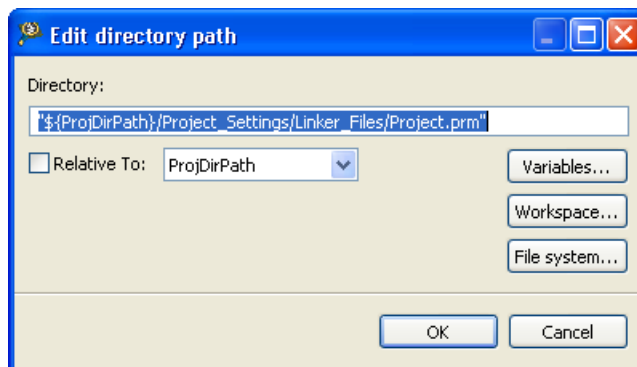 Edit directory path
Directory:
"${ProjDirPath}/Project_Settings/Linker_Files/Project.prm"
Relative To: ProjDirPath
Variables...
Workspace...
File system...
OK Cancel